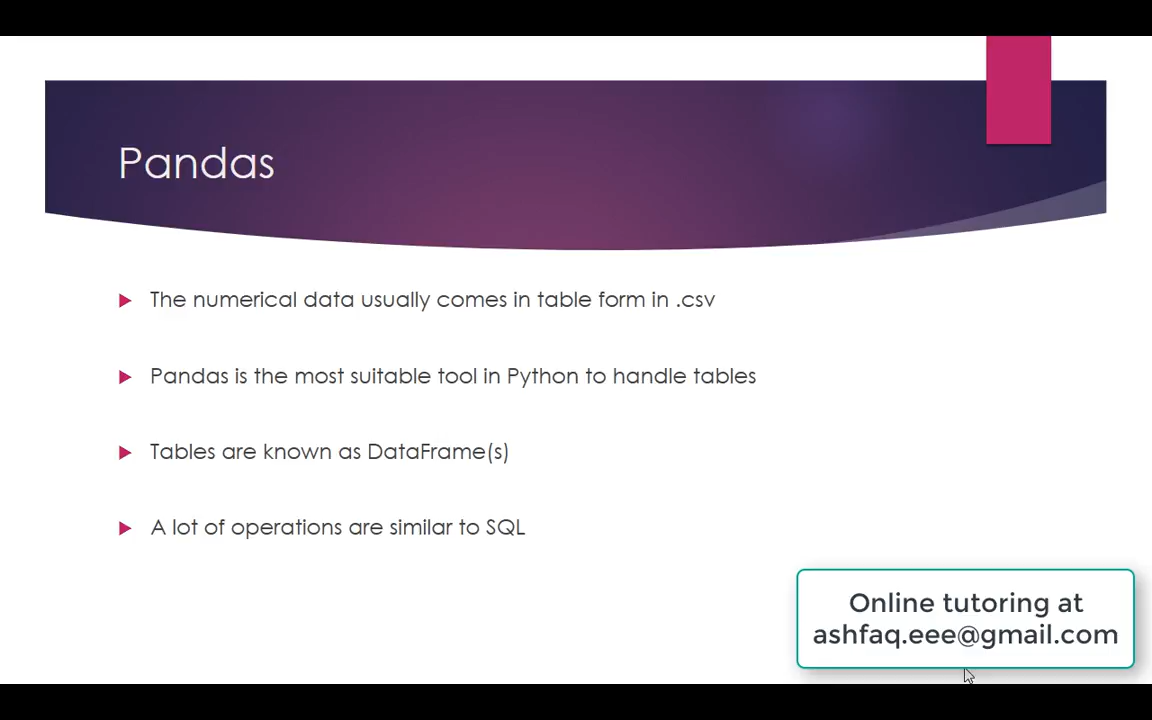 Pandas
The numerical data usually comes in table form in .csv
Pandas is the most suitable tool in Python to handle tables
Tables are known as DataFrame(s)
A lot of operations are similar to SQL
Online tutoring at
ashfaq.eee@gmail.com